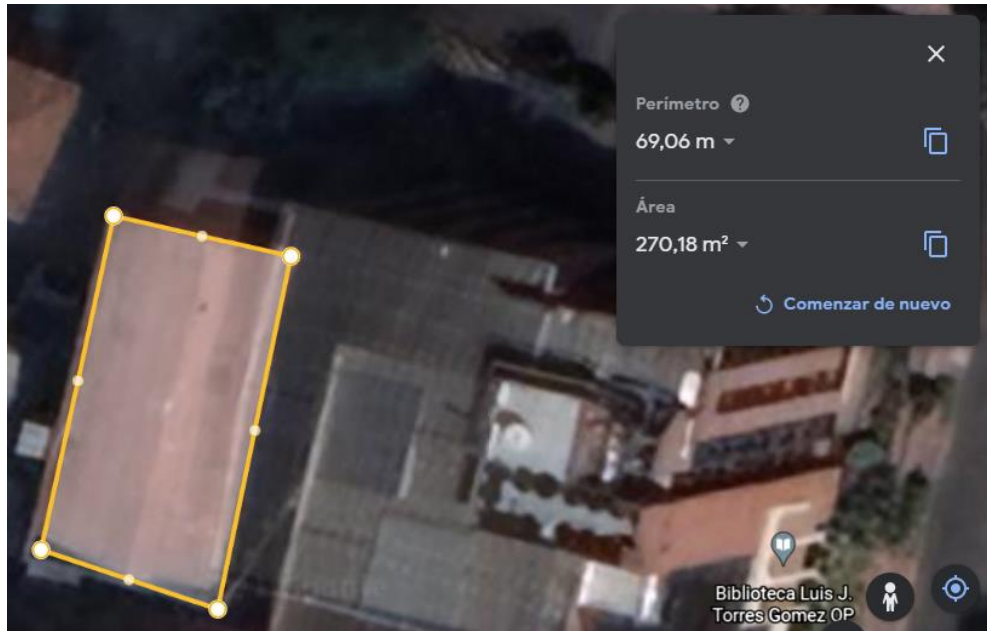 Perímetro
69,06 m
Área
270,18 m²
Comenzar de nuevo
Biblioteca Luis J.
Torres Gomez OP